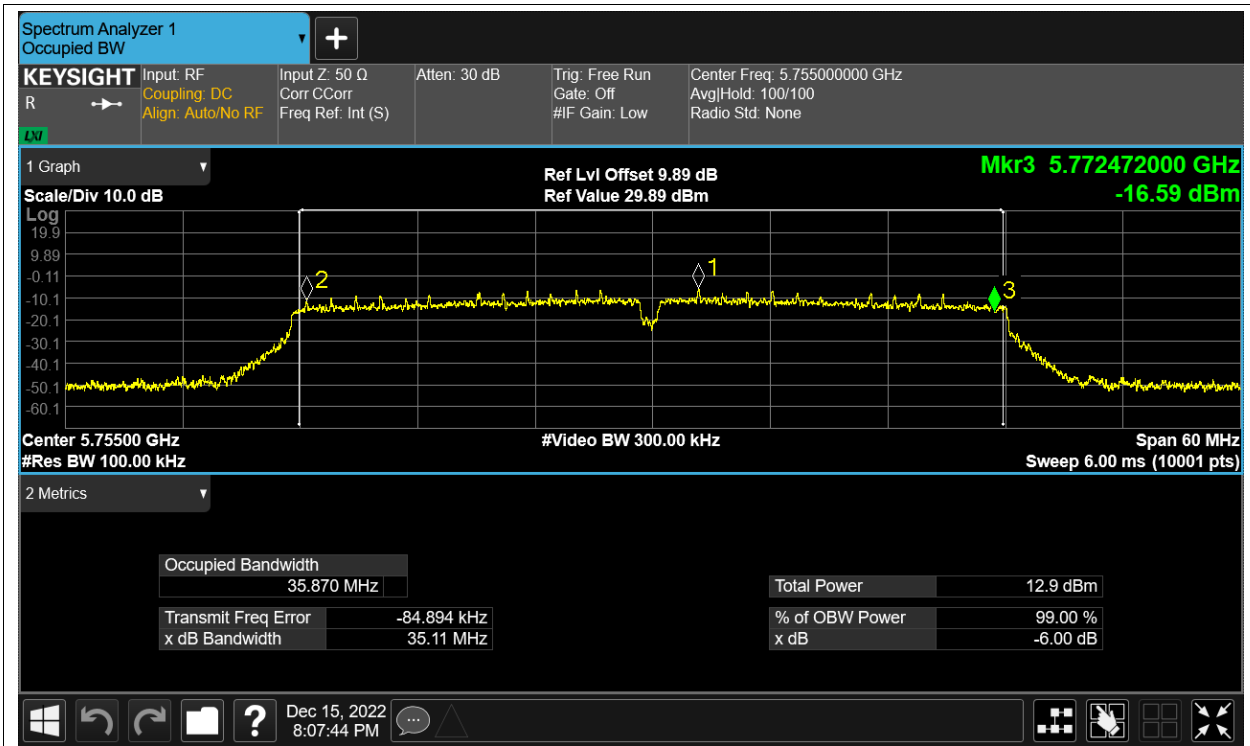 Spectrum Analyzer 1
Occupied BW
KEYSIGHT
R
LXI
Input: RF
Coupling: DC
Align: Auto/No RF
Input Z: 50 Ω
Corr CCorr
Freq Ref: Int (S)
Atten: 30 dB
Trig: Free Run
Gate: Off
#IF Gain: Low
Center Freq: 5.755000000 GHz
Avg|Hold: 100/100
Radio Std: None
1 Graph
Scale/Div 10.0 dB
Ref Lvl Offset 9.89 dB
Ref Value 29.89 dBm
Mkr3 5.772472000 GHz
-16.59 dBm
Log
19.9
9.89
-0.11
-10.1
-20.1
-30.1
-40.1
-50.1
-60.1
2
1
3
Center 5.75500 GHz
#Video BW 300.00 kHz
Span 60 MHz
#Res BW 100.00 kHz
Sweep 6.00 ms (10001 pts)
2 Metrics
Occupied Bandwidth
35.870 MHz
Transmit Freq Error -84.894 kHz
x dB Bandwidth 35.11 MHz
Total Power 12.9 dBm
% of OBW Power 99.00 %
x dB -6.00 dB
?
Dec 15, 2022
8:07:44 PM